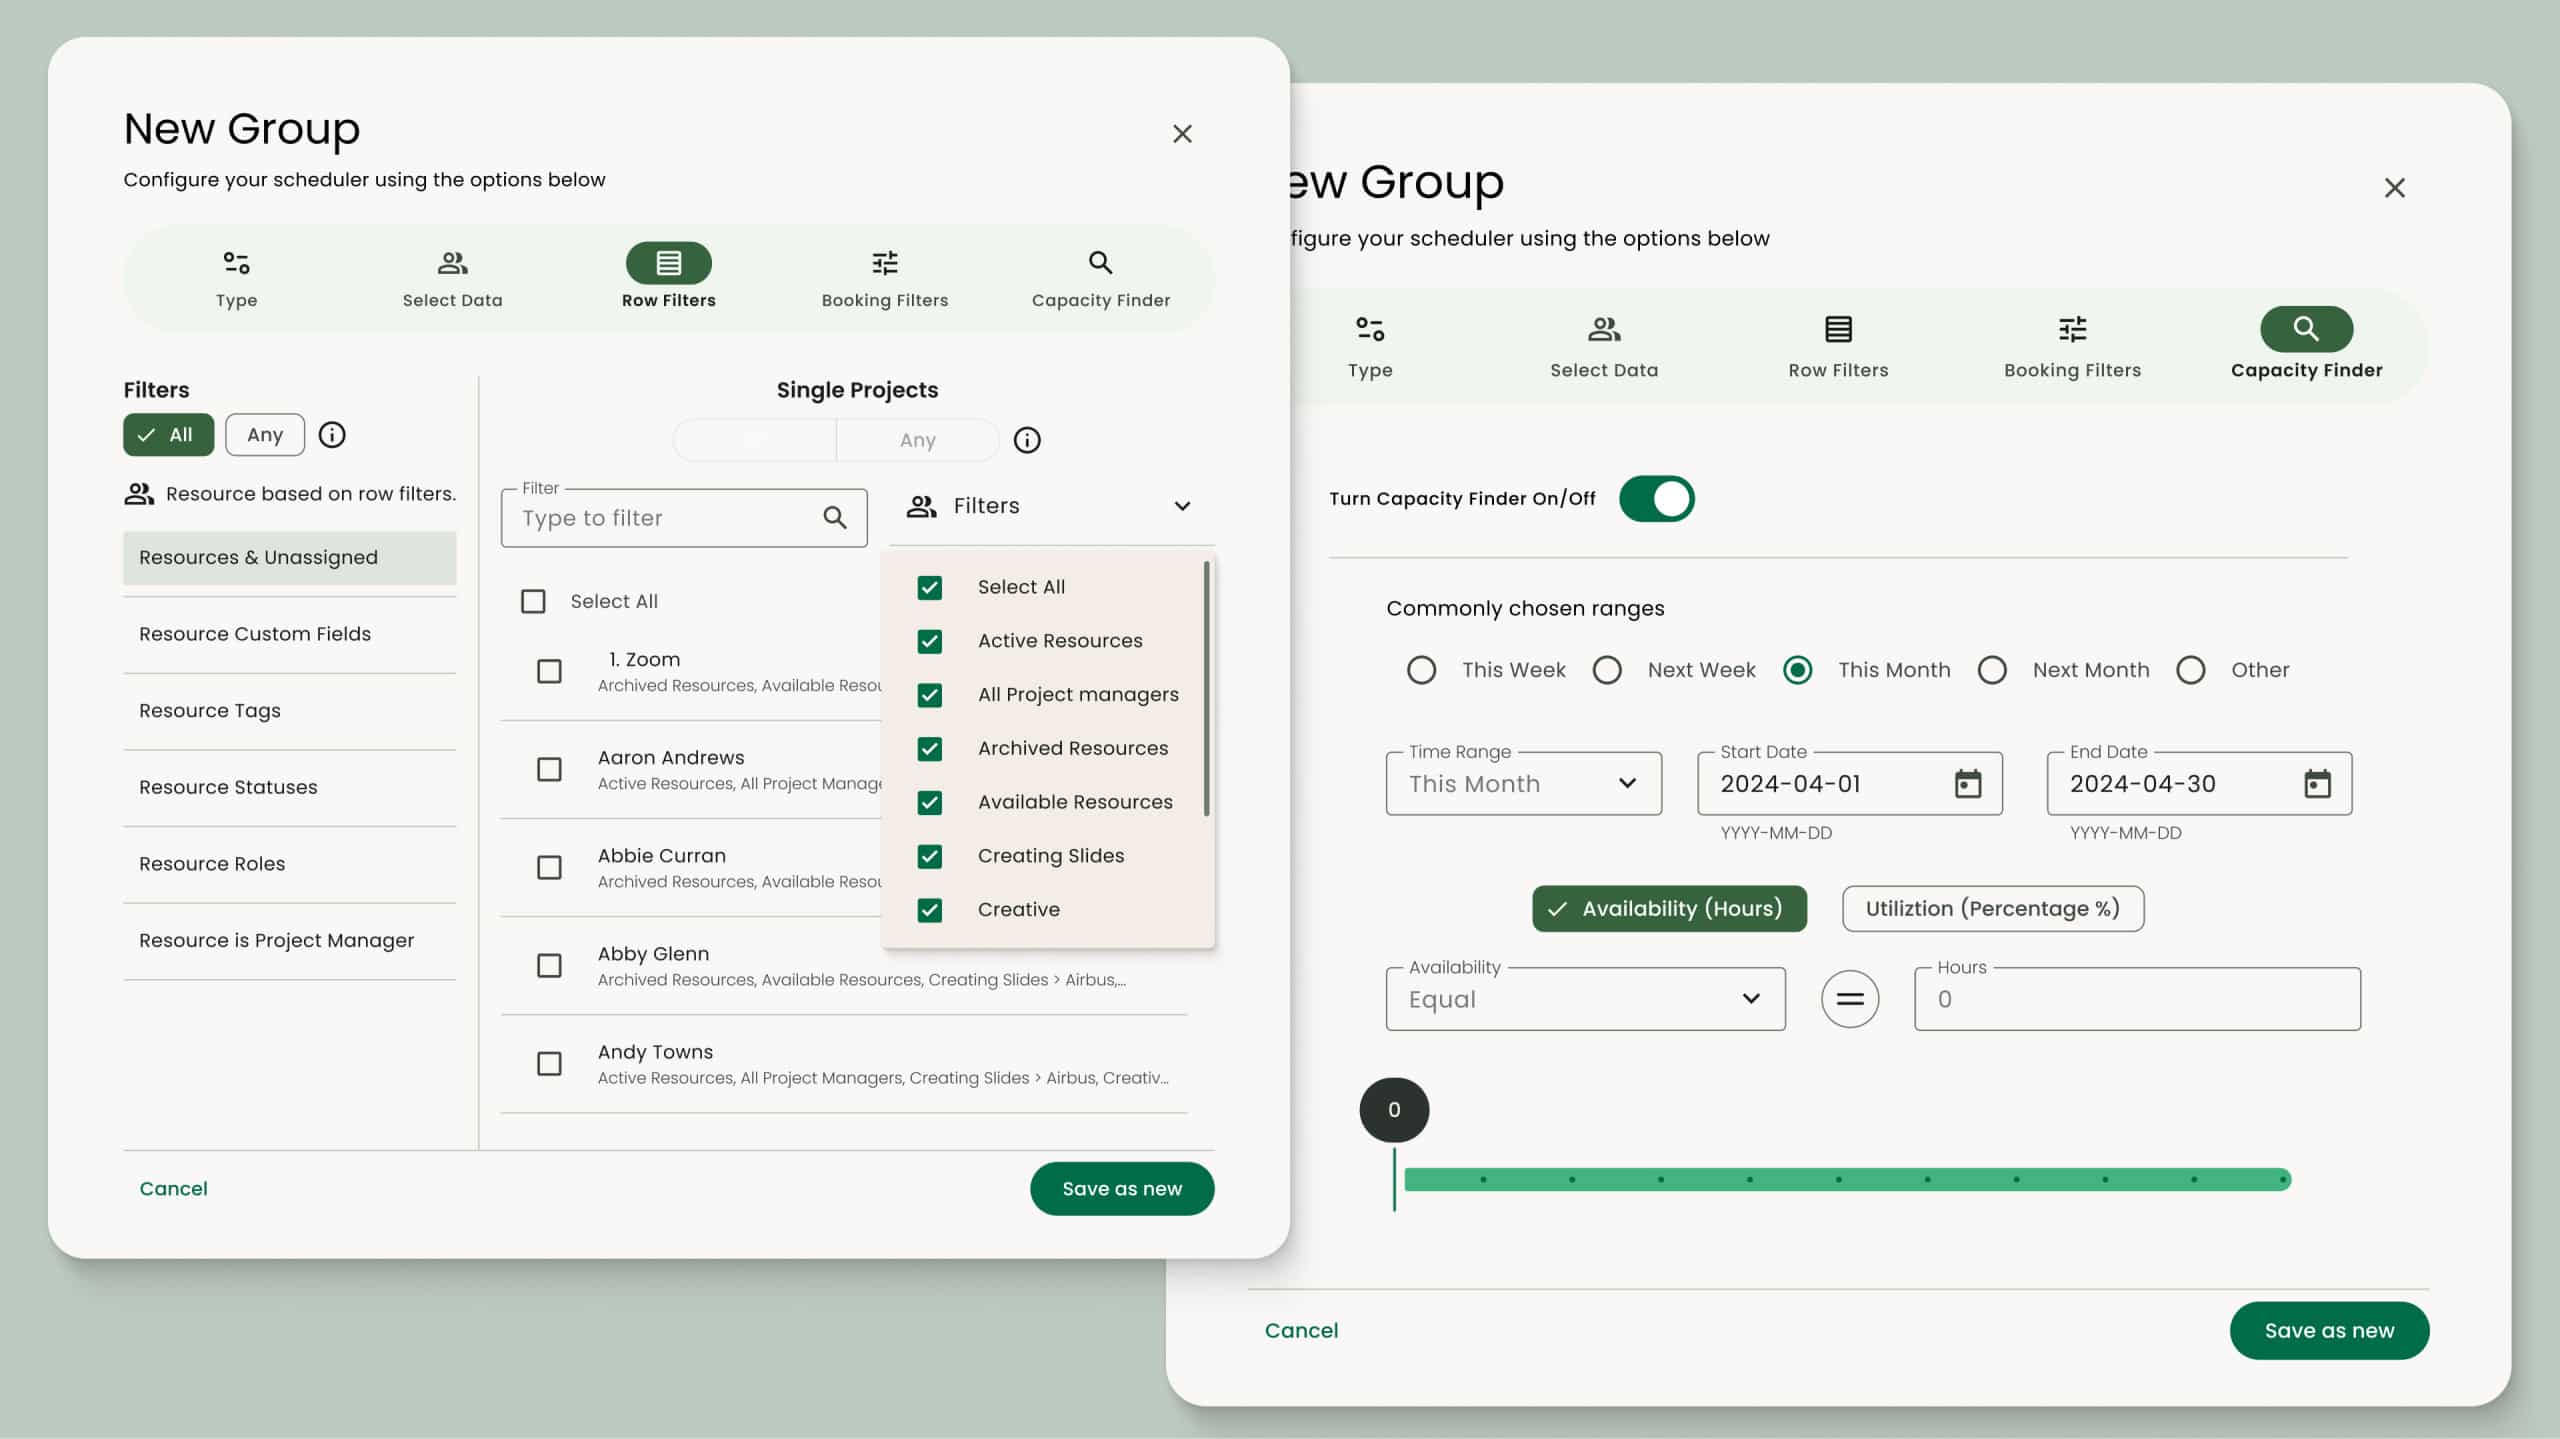 New Group
Configure your scheduler using the options below
Type
Select Data
Row Filters
Booking Filters
Capacity Finder
Filters
All
Any
Resource based on row filters.
Resources & Unassigned
Resource Custom Fields
Resource Tags
Resource Statuses
Resource Roles
Resource is Project Manager
Single Projects
Any
Filter
Type to filter
Filters
Select All
1. Zoom
Archived Resources, Available Resou
Aaron Andrews
Active Resources, All Project Manage
Abbie Curran
Archived Resources, Available Resou
Abby Glenn
Archived Resources, Available Resources, Creating Slides > Airbus,...
Andy Towns
Active Resources, All Project Managers, Creating Slides > Airbus, Creativ...
Select All
Active Resources
All Project managers
Archived Resources
Available Resources
Creating Slides
Creative
Cancel
Save as new
ew Group
figure your scheduler using the options below
Type
Select Data
Row Filters
Booking Filters
Capacity Finder
Turn Capacity Finder On/Off
Commonly chosen ranges
This Week
Next Week
This Month
Next Month
Other
Time Range
This Month
Start Date
2024-04-01
YYYY-MM-DD
End Date
2024-04-30
YYYY-MM-DD
Availability (Hours)
Utiliztion (Percentage %)
Availability
Equal
Hours
0
0
Cancel
Save as new